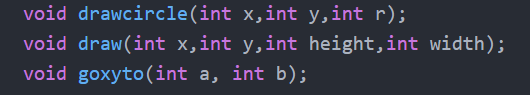 void drawcircle(int x,int y,int r);
void draw(int x,int y,int height,int width);
void goxyto(int a, int b);